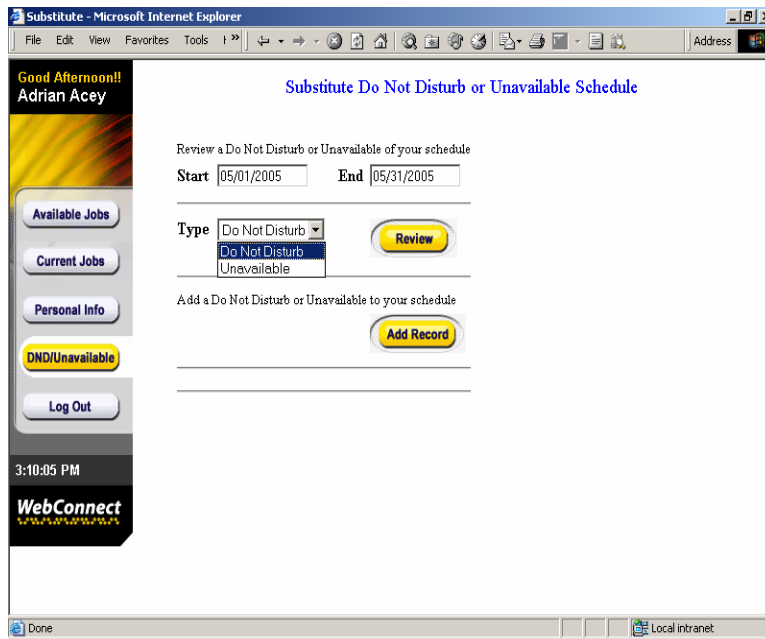 Substitute - Microsoft Internet Explorer
File Edit View Favorites Tools » Address
Good Afternoon!!
Adrian Acey
Substitute Do Not Disturb or Unavailable Schedule
Review a Do Not Disturb or Unavailable of your schedule
Start 05/01/2005 End 05/31/2005
Available Jobs
Type Do Not Disturb
Review
Do Not Disturb
Unavailable
Current Jobs
Add a Do Not Disturb or Unavailable to your schedule
Personal Info
Add Record
DND/Unavailable
Log Out
3:10:05 PM
WebConnect
Done Local intranet